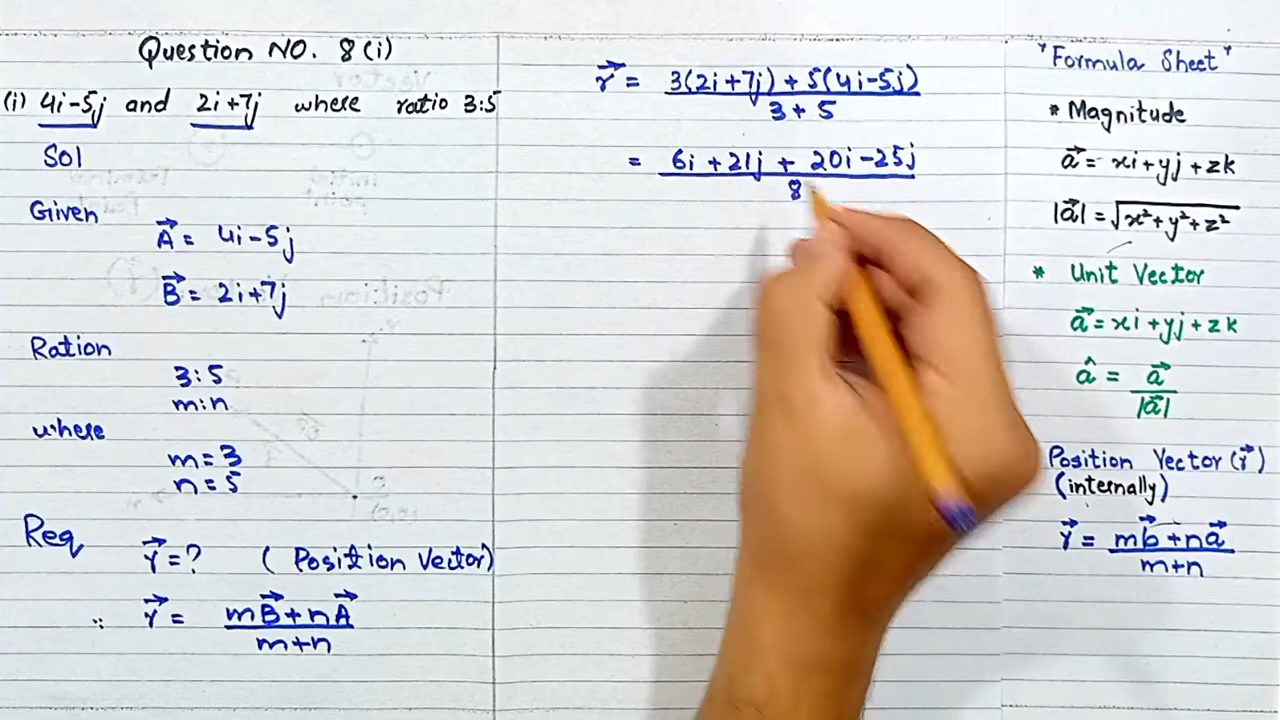 Question NO. 8(i)
(i) 4i-5j and 2i+7j where ratio 3:5
Sol
Given
A⃗ = 4i-5j
B⃗ = 2i+7j
Ration
3:5
m:n
where
m=3
n=5
Req
r⃗ =? ( Position Vector)
∵ r⃗ = mB⃗+nA⃗
m+n
r⃗ = 3(2i+7j)+5(4i-5j)
3+5
= 6i+21j+20i-25j
8
"Formula Sheet"
* Magnitude
a⃗ = xi+yj+zk
|a⃗| = √x²+y²+z²
* Unit Vector
a⃗ = xi+yj+zk
â = a⃗
|a⃗|
Position Vector (r⃗)
(internally)
r⃗ = mb⃗+na⃗
m+n